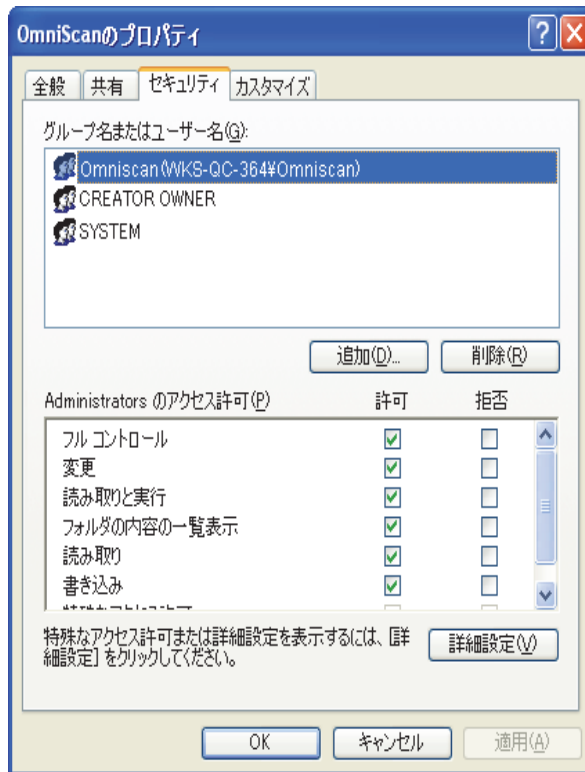 OmniScanのプロパティ
全般 共有 セキュリティ カスタマイズ
グループ名またはユーザー名(G):
Omniscan(WKS-QC-364¥Omniscan)
CREATOR OWNER
SYSTEM
追加(D)... 削除(R)
Administrators のアクセス許可(P) 許可 拒否
フル コントロール
変更
読み取りと実行
フォルダの内容の一覧表示
読み取り
書き込み
特殊なアクセス許可または詳細設定を表示するには、[詳
細設定] をクリックしてください。
詳細設定(V)
OK キャンセル 適用(A)